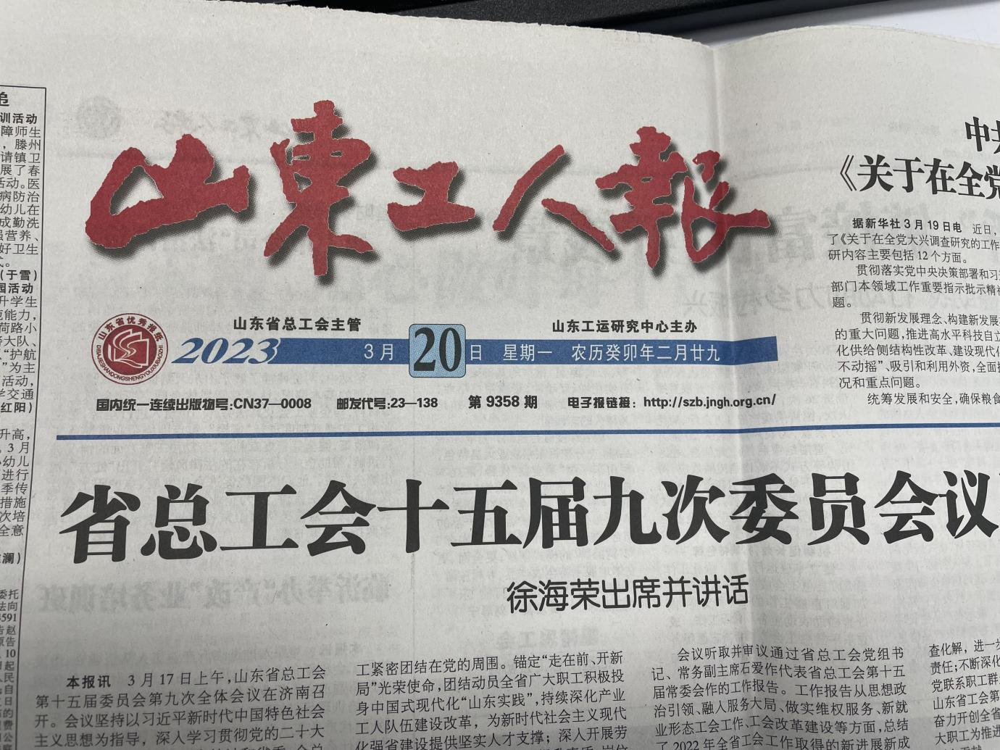 山東工人報
山东省总工会主管
山东工运研究中心主办
山东省优秀报纸
2023 3月 20 日 星期一 农历癸卯年二月廿九
国内统一连续出版物号:CN37—0008 邮发代号:23—138 第 9358 期 电子报链接: http://szb.jngh.org.cn/
省总工会十五届九次委员会议
徐海荣出席并讲话
本报讯 3月17日上午,山东省总工会
第十五届委员会第九次全体会议在济南召
开。会议坚持以习近平新时代中国特色社会
主义思想为指导,深入学习贯彻党的二十大
工紧密团结在党的周围。锚定“走在前、开新
局”光荣使命,团结动员全省广大职工积极投
身中国式现代化“山东实践”,持续深化产业
工人队伍建设改革,为新时代社会主义现代
化强省建设提供坚实人才支撑;深入开展劳
会议听取并审议通过省总工会党组书
记、常务副主席石爱作代表省总工会第十五
届常委会作的工作报告。工作报告从思想政
治引领、融入服务大局、做实维权服务、新就
业形态工会工作、工会改革建设等方面,总结
了2022年全省工会工作取得的新进展新成
查化解,进一步
责任;不断深化
党联系职工群
山东省工会第
奋力开创全省
大职工为推进
中共
《关于在全党
据新华社3月19日电 近日,
了《关于在全党大兴调查研究的工作
研内容主要包括12个方面。
贯彻落实党中央决策部署和习
部门本领域工作重要指示批示精神
题。
贯彻新发展理念、构建新发展
的重大问题,推进高水平科技自立
化供给侧结构性改革、建设现代化
不动摇”、吸引和利用外资,全面推
况和重点问题。
统筹发展和安全,确保粮食
训活动
障师生
,滕州
请镇卫
展了春
活动。医
病防治
幼儿在
成勤洗
强营养、
好卫生
(于雪)
园活动
升学生
范能力,
荷路小
大队、
“护航
”为主
活动,
学交通
红阳)
升高,
3月
幼儿
进行
季传
措施
次培
全意
澜)
委托
法向
4591
告赵
原告
10